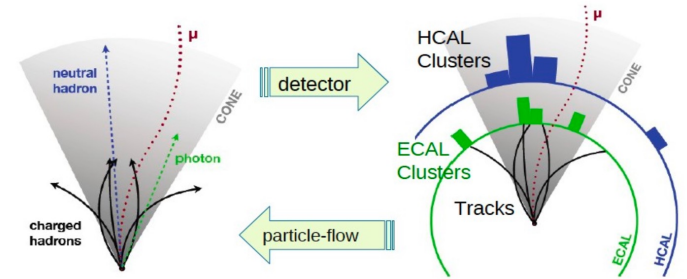 μ
neutral
hadron
CONE
photon
charged
hadrons
detector
particle-flow
HCAL
Clusters
μ
CONE
ECAL
Clusters
Tracks
ECAL
HCAL